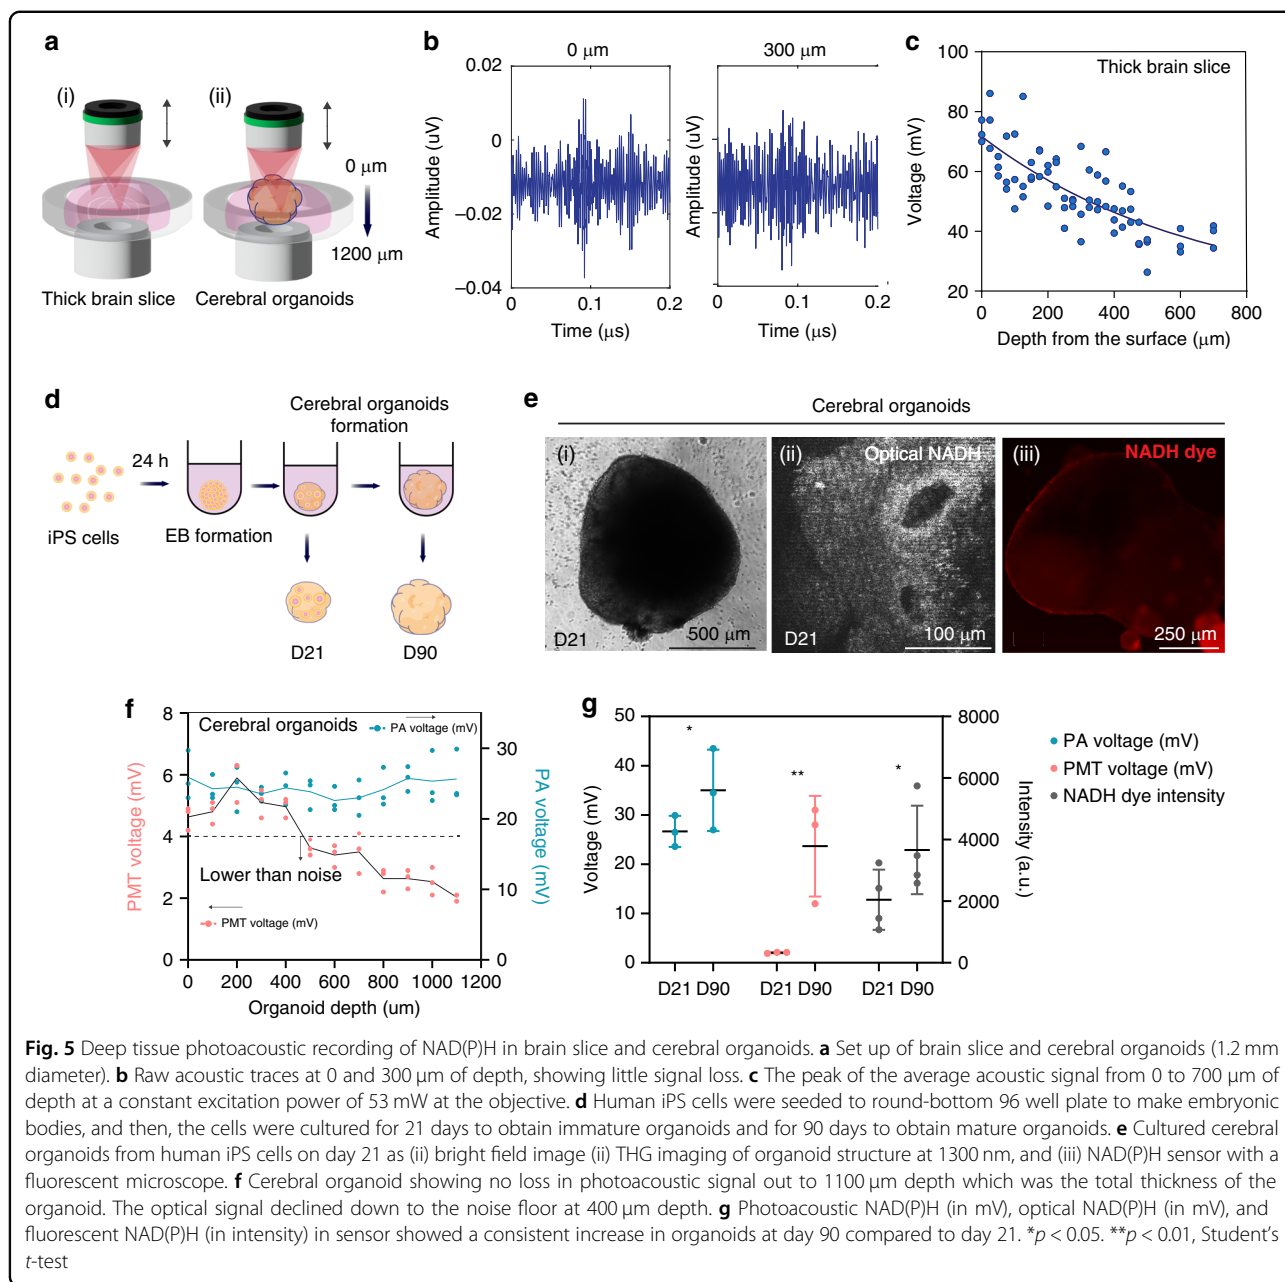 a
(i)
(ii)
0 μm
1200 μm
Thick brain slice
Cerebral organoids
b
0 μm
300 μm
0.02
0
−0.02
−0.04
Amplitude (uV)
Amplitude (uV)
0
0.1
0.2
0
0.1
0.2
Time (μs)
Time (μs)
c
100
80
60
40
20
Voltage (mV)
Thick brain slice
0
200
400
600
800
Depth from the surface (μm)
d
Cerebral organoids
formation
24 h
iPS cells
EB formation
D21
D90
e
Cerebral organoids
(i)
D21
500 μm
(ii)
Optical NADH
D21
100 μm
(iii)
NADH dye
250 μm
f
8
6
4
2
0
PMT voltage (mV)
Cerebral organoids
PA voltage (mV)
Lower than noise
PMT voltage (mV)
30
20
10
0
PA voltage (mV)
0
200
400
600
800
1000
1200
Organoid depth (um)
g
50
40
30
20
10
0
Voltage (mV)
*
**
*
8000
6000
4000
2000
0
Intensity (a.u.)
D21 D90
D21 D90
D21 D90
PA voltage (mV)
PMT voltage (mV)
NADH dye intensity
Fig. 5 Deep tissue photoacoustic recording of NAD(P)H in brain slice and cerebral organoids. a Set up of brain slice and cerebral organoids (1.2 mm
diameter). b Raw acoustic traces at 0 and 300 μm of depth, showing little signal loss. c The peak of the average acoustic signal from 0 to 700 μm of
depth at a constant excitation power of 53 mW at the objective. d Human iPS cells were seeded to round-bottom 96 well plate to make embryonic
bodies, and then, the cells were cultured for 21 days to obtain immature organoids and for 90 days to obtain mature organoids. e Cultured cerebral
organoids from human iPS cells on day 21 as (ii) bright field image (ii) THG imaging of organoid structure at 1300 nm, and (iii) NAD(P)H sensor with a
fluorescent microscope. f Cerebral organoid showing no loss in photoacoustic signal out to 1100 μm depth which was the total thickness of the
organoid. The optical signal declined down to the noise floor at 400 μm depth. g Photoacoustic NAD(P)H (in mV), optical NAD(P)H (in mV), and
fluorescent NAD(P)H (in intensity) in sensor showed a consistent increase in organoids at day 90 compared to day 21. *p < 0.05. **p < 0.01, Student's
t-test